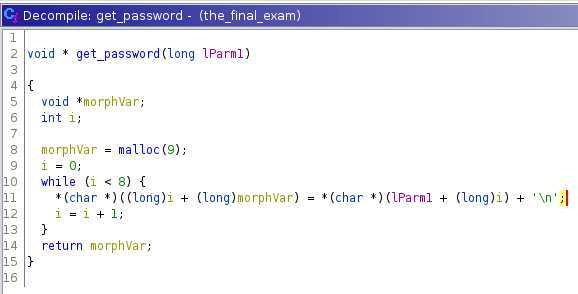 Decompile: get_password - (the_final_exam)
1
2 void * get_password(long lParm1)
3
4 {
5 void *morphVar;
6 int i;
7
8 morphVar = malloc(9);
9 i = 0;
10 while (i < 8) {
11 *(char *)((long)i + (long)morphVar) = *(char *)(lParm1 + (long)i) + '\n';
12 i = i + 1;
13 }
14 return morphVar;
15 }
16